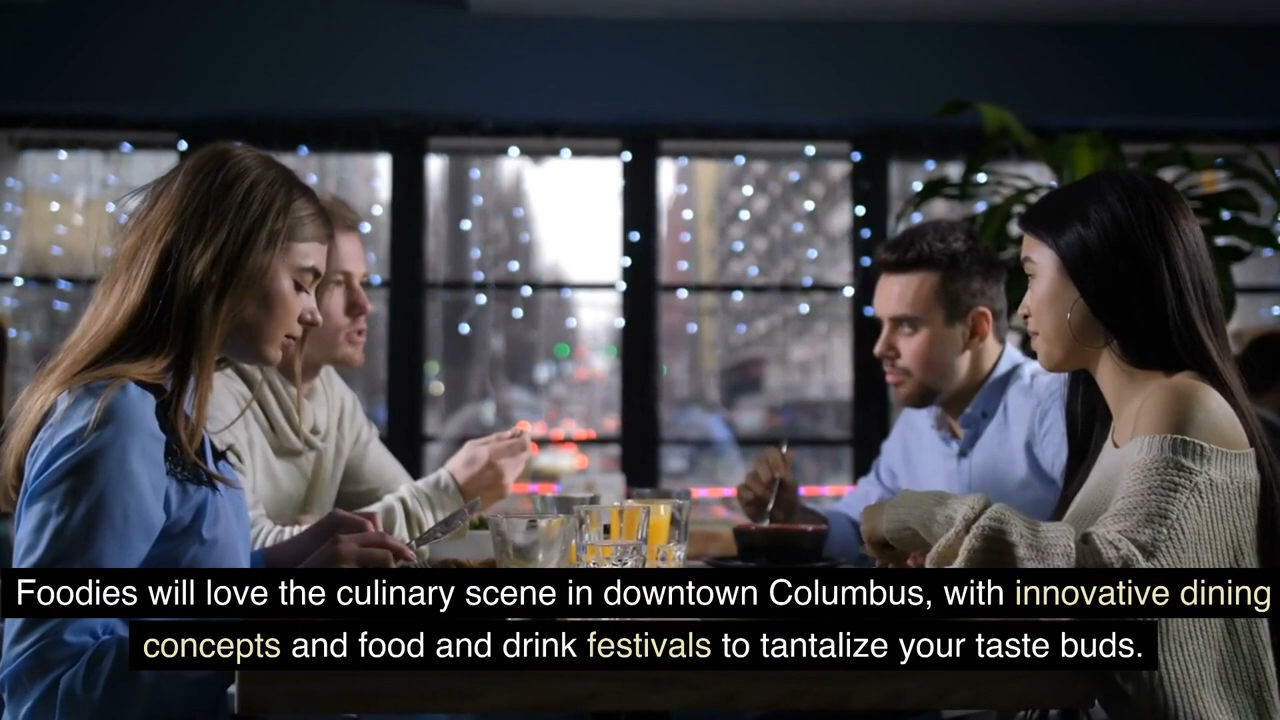 Foodies will love the culinary scene in downtown Columbus, with innovative dining
concepts and food and drink festivals to tantalize your taste buds.